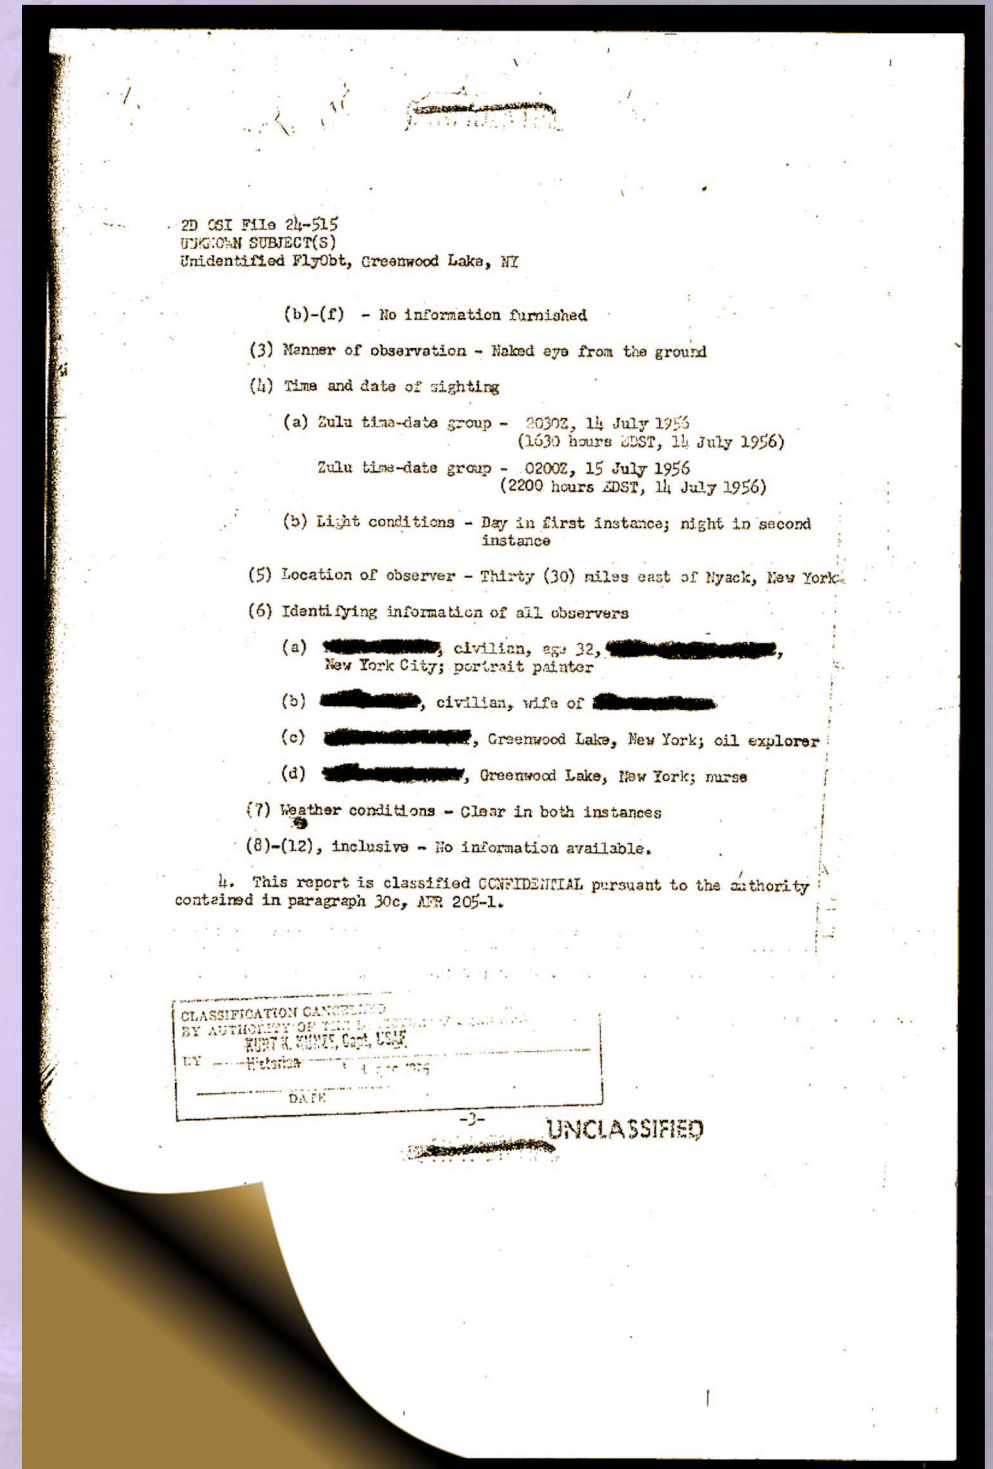 2D OSI File 24-515
UNKNOWN SUBJECT(S)
Unidentified FlyObt, Greenwood Lake, NY
(b)-(f) - No information furnished
(3) Manner of observation - Naked eye from the ground
(4) Time and date of sighting
(a) Zulu time-date group - 2030Z, 14 July 1956
(1630 hours EDST, 14 July 1956)
Zulu time-date group - 0200Z, 15 July 1956
(2200 hours EDST, 14 July 1956)
(b) Light conditions - Day in first instance; night in second
instance
(5) Location of observer - Thirty (30) miles east of Nyack, New York.
(6) Identifying information of all observers
(a) , civilian, age 32, ,
New York City; portrait painter
(b) , civilian, wife of
(c) , Greenwood Lake, New York; oil explorer
(d) , Greenwood Lake, New York; nurse
(7) Weather conditions - Clear in both instances
(8)-(12), inclusive - No information available.
4. This report is classified CONFIDENTIAL pursuant to the authority
contained in paragraph 30c, AFR 205-1.
CLASSIFICATION CANCELLED
BY AUTHORITY OF THE
KURT K. KUNZE, Capt, USAF
BY Historian
DATE
-3-
UNCLASSIFIED